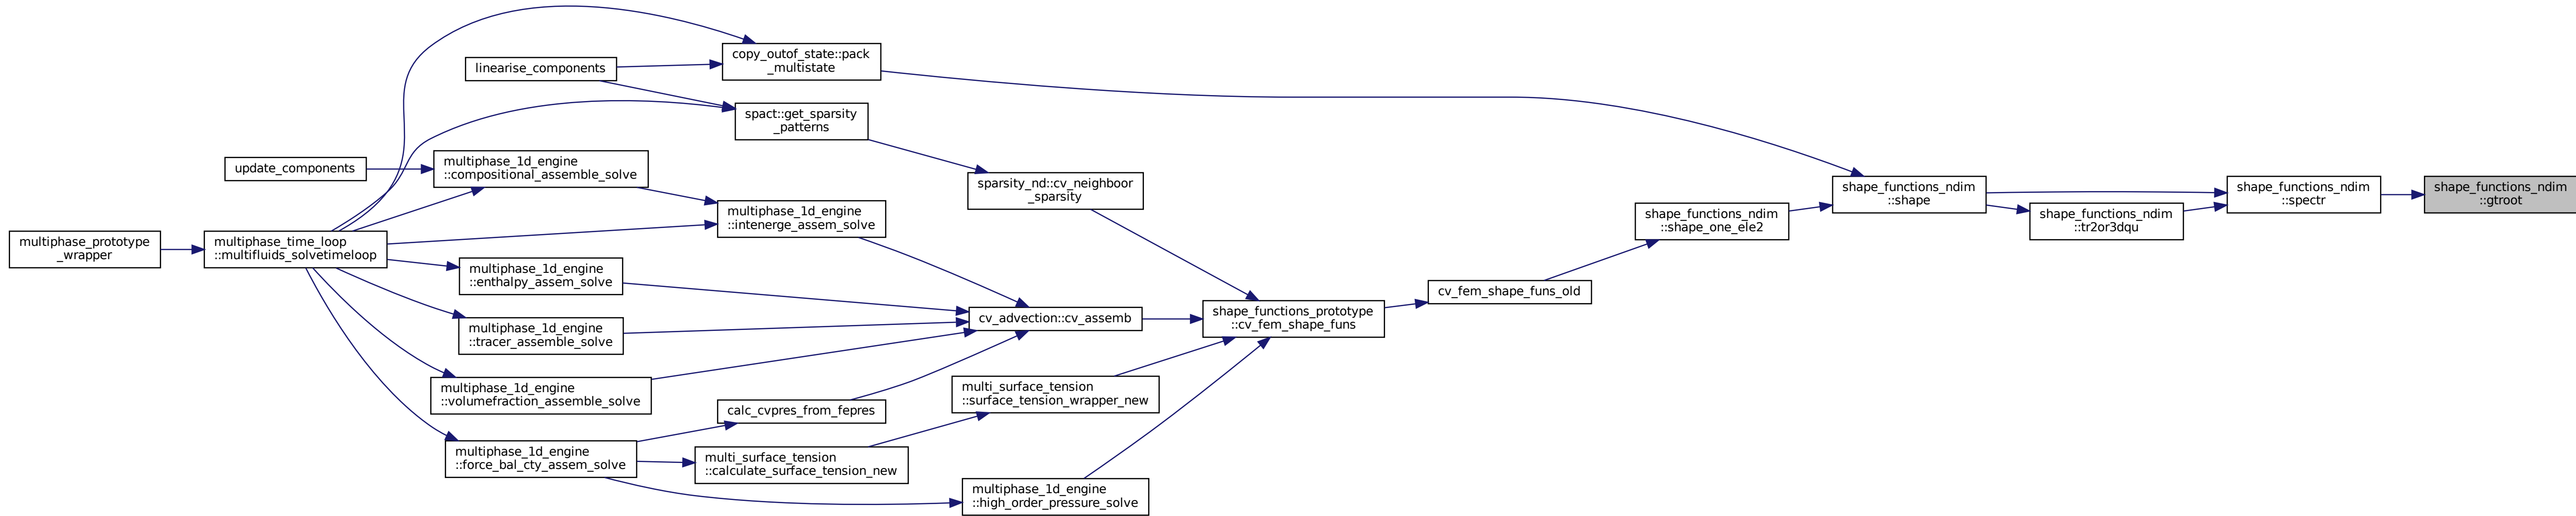 copy_outof_state::pack
_multistate
linearise_components
spact::get_sparsity
_patterns
multiphase_1d_engine
::compositional_assemble_solve
update_components
sparsity_nd::cv_neighboor
_sparsity
shape_functions_ndim
::shape
shape_functions_ndim
::spectr
shape_functions_ndim
::gtroot
multiphase_1d_engine
::intenerge_assem_solve
shape_functions_ndim
::shape_one_ele2
shape_functions_ndim
::tr2or3dqu
multiphase_prototype
_wrapper
multiphase_time_loop
::multifluids_solvetimeloop
multiphase_1d_engine
::enthalpy_assem_solve
cv_fem_shape_funs_old
cv_advection::cv_assemb
shape_functions_prototype
::cv_fem_shape_funs
multiphase_1d_engine
::tracer_assemble_solve
multiphase_1d_engine
::volumefraction_assemble_solve
multi_surface_tension
::surface_tension_wrapper_new
calc_cvpres_from_fepres
multiphase_1d_engine
::force_bal_cty_assem_solve
multi_surface_tension
::calculate_surface_tension_new
multiphase_1d_engine
::high_order_pressure_solve